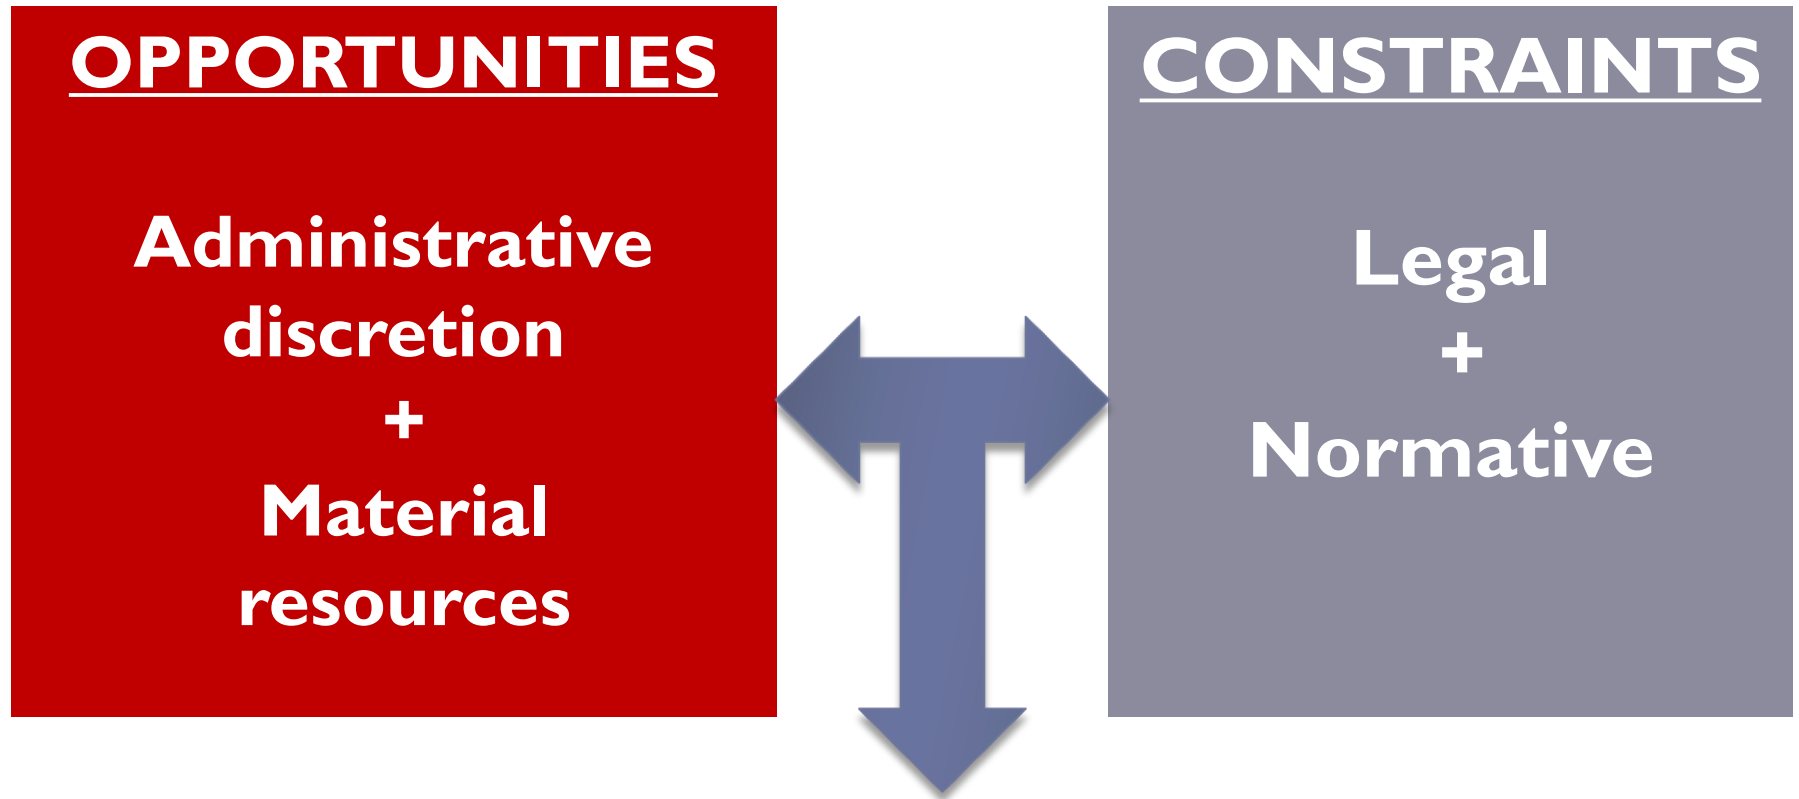 OPPORTUNITIES
Administrative
discretion
+
Material
resources
CONSTRAINTS
Legal
+
Normative